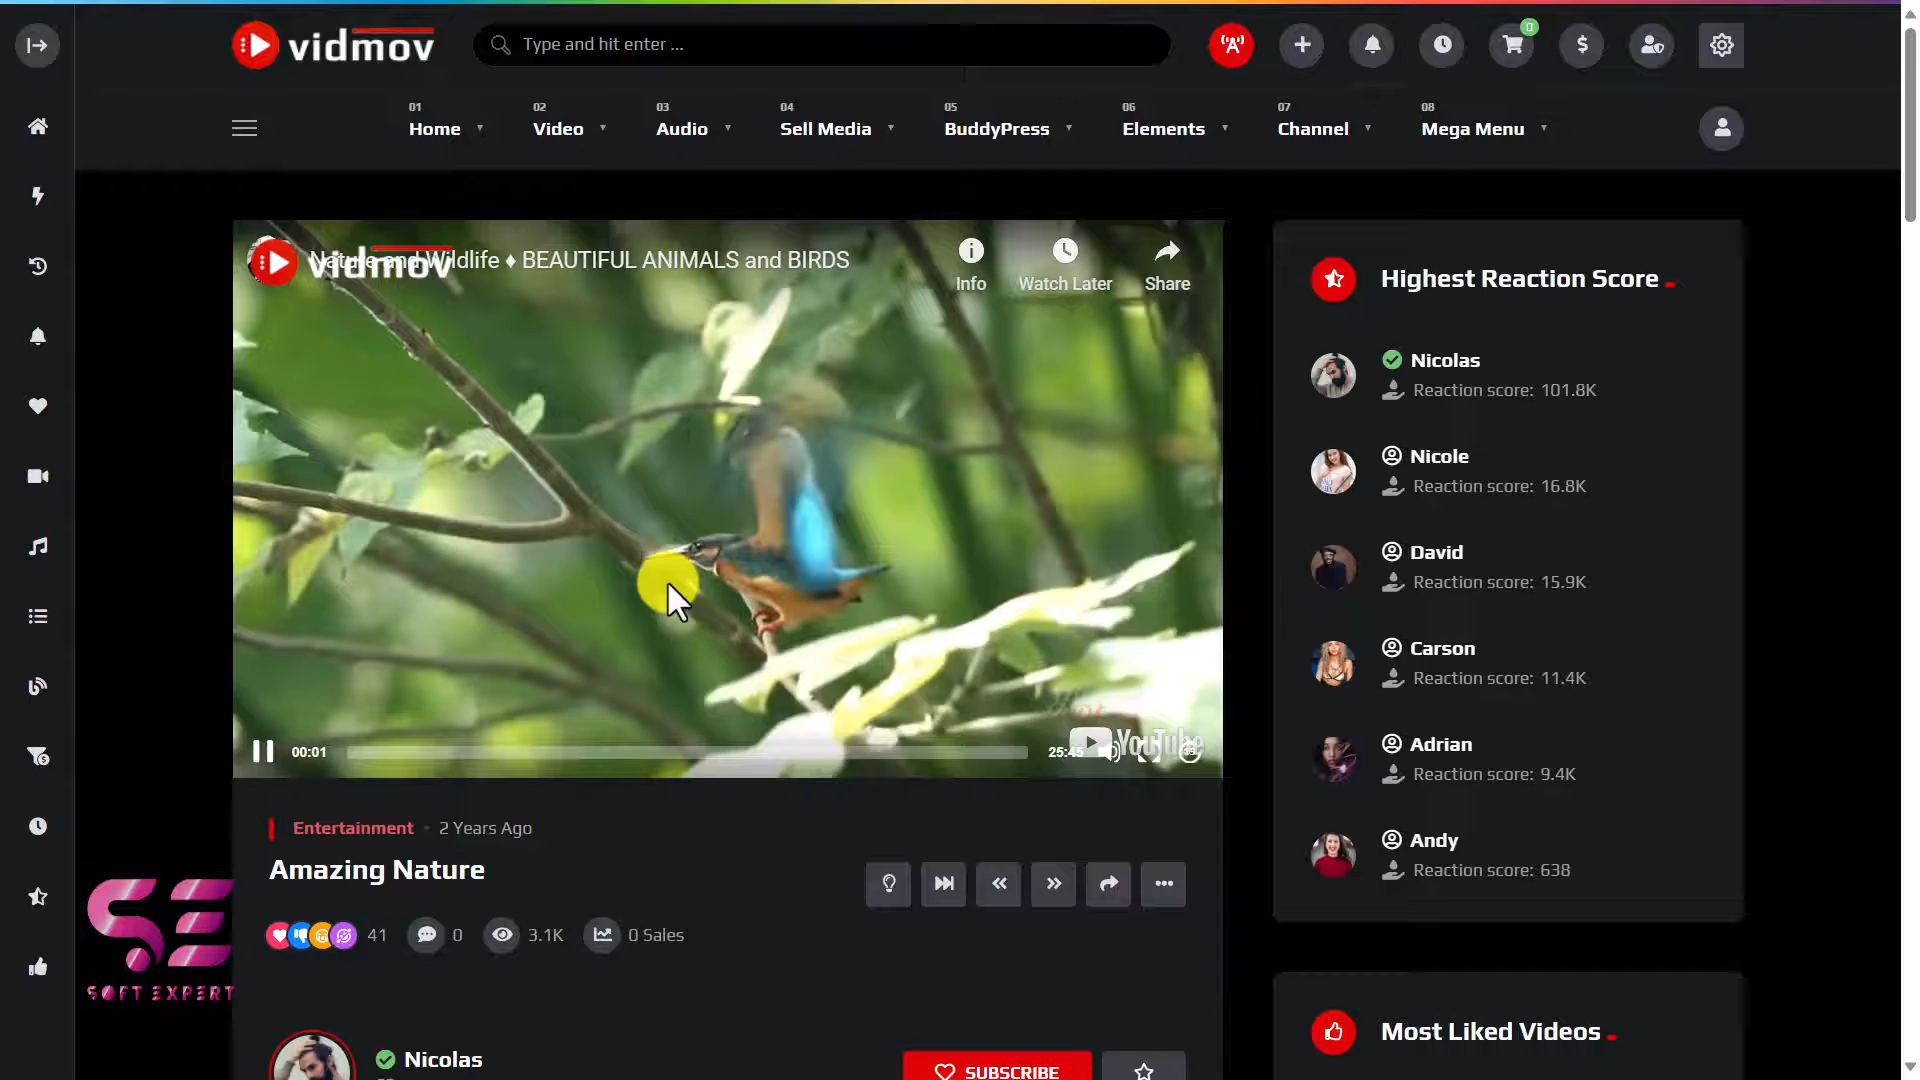 vidmov
Type and hit enter ...
0
01
Home
02
Video
03
Audio
04
Sell Media
05
BuddyPress
06
Elements
07
Channel
08
Mega Menu
Nature and Wildlife ♦ BEAUTIFUL ANIMALS and BIRDS
vidmov
Info
Watch Later
Share
YouTube
00:01
25:45
Entertainment - 2 Years Ago
Amazing Nature
41
0
3.1K
0 Sales
Nicolas
SUBSCRIBE
SOFT EXPERT
Highest Reaction Score
Nicolas
Reaction score: 101.8K
Nicole
Reaction score: 16.8K
David
Reaction score: 15.9K
Carson
Reaction score: 11.4K
Adrian
Reaction score: 9.4K
Andy
Reaction score: 638
Most Liked Videos